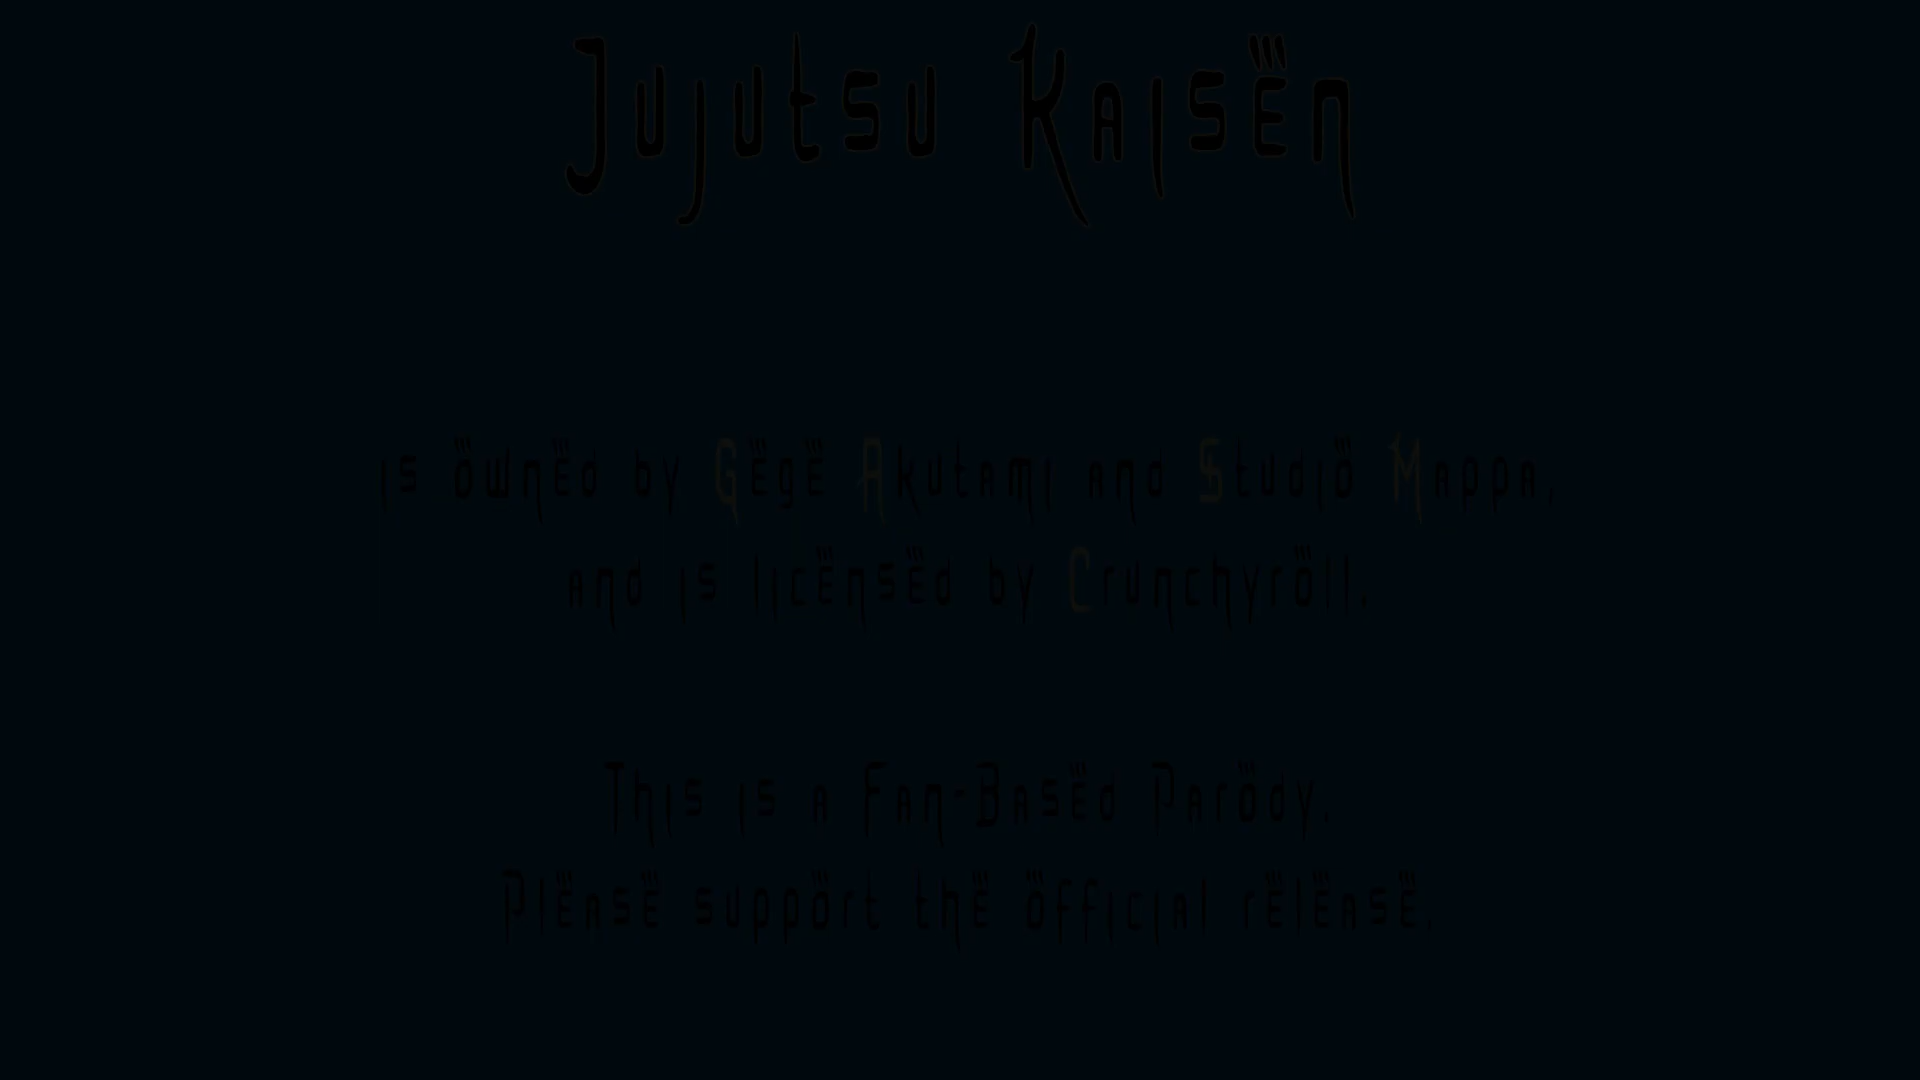 Jujutsu Kaisen
is owned by Gege Akutami and Studio Mappa,
and is licensed by Crunchyroll.
This is a Fan-Based Parody.
Please support the official release.